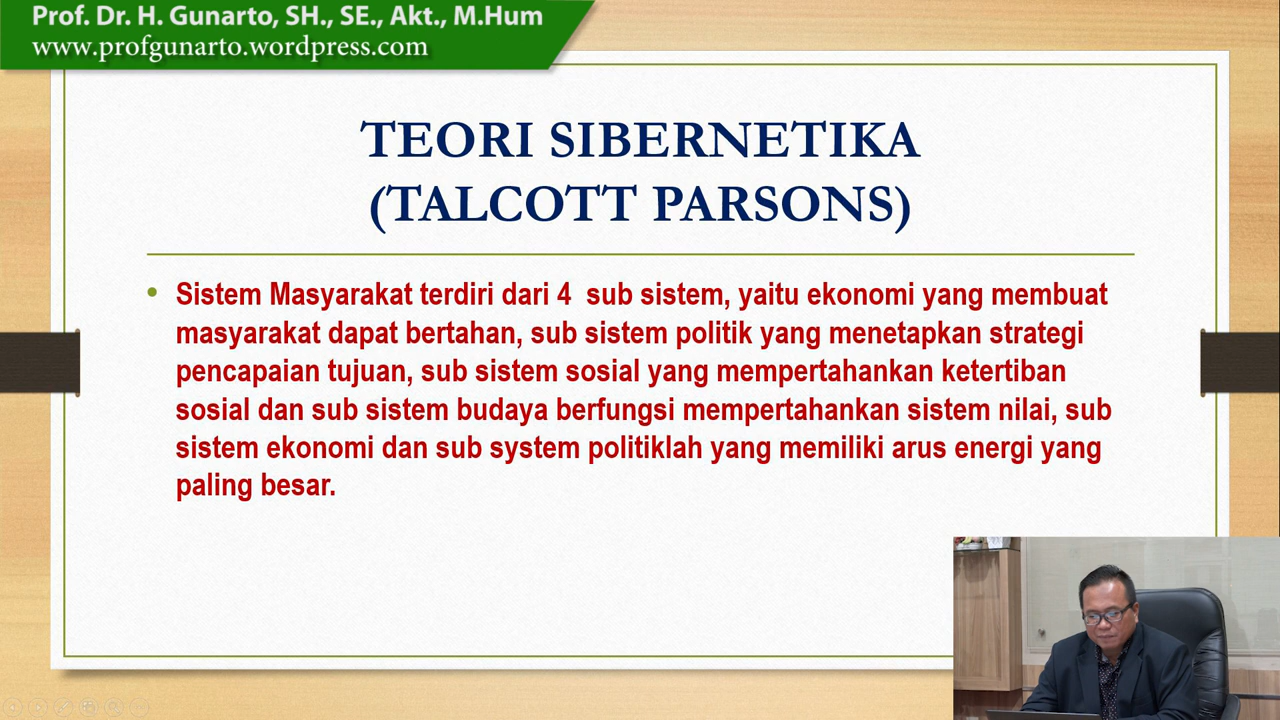 Prof. Dr. H. Gunarto, SH., SE., Akt., M.Hum
www.profgunarto.wordpress.com
TEORI SIBERNETIKA
(TALCOTT PARSONS)
• Sistem Masyarakat terdiri dari 4  sub sistem, yaitu ekonomi yang membuat
masyarakat dapat bertahan, sub sistem politik yang menetapkan strategi
pencapaian tujuan, sub sistem sosial yang mempertahankan ketertiban
sosial dan sub sistem budaya berfungsi mempertahankan sistem nilai, sub
sistem ekonomi dan sub system politiklah yang memiliki arus energi yang
paling besar.